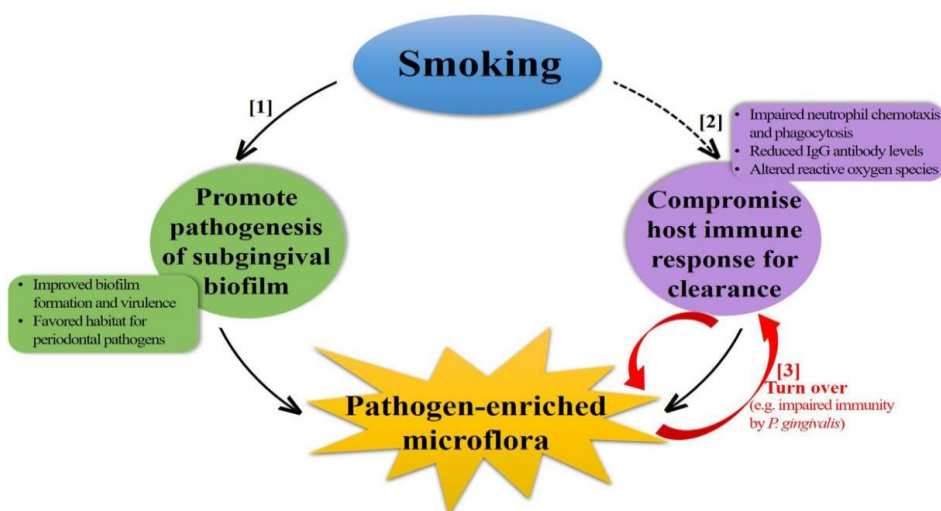 Smoking
[1]
[2]
• Impaired neutrophil chemotaxis
and phagocytosis
• Reduced IgG antibody levels
• Altered reactive oxygen species
Promote
pathogenesis
of subgingival
biofilm
Compromise
host immune
response for
clearance
• Improved biofilm
formation and virulence
• Favored habitat for
periodontal pathogens
[3]
Turn over
(e.g. impaired immunity
by P. gingivalis)
Pathogen-enriched
microflora